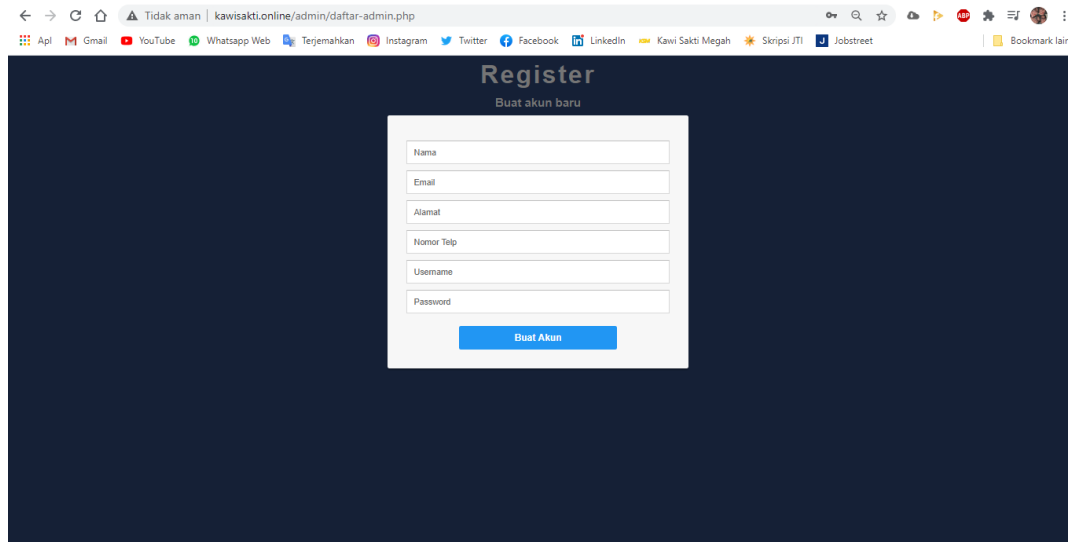 Tidak aman | kawisakti.online/admin/daftar-admin.php ABP
Apl Gmail YouTube 10 Whatsapp Web Terjemahkan Instagram Twitter Facebook LinkedIn Kawi Sakti Megah Skripsi JTI J Jobstreet Bookmark lain
Register
Buat akun baru
Nama
Email
Alamat
Nomor Telp
Username
Password
Buat Akun